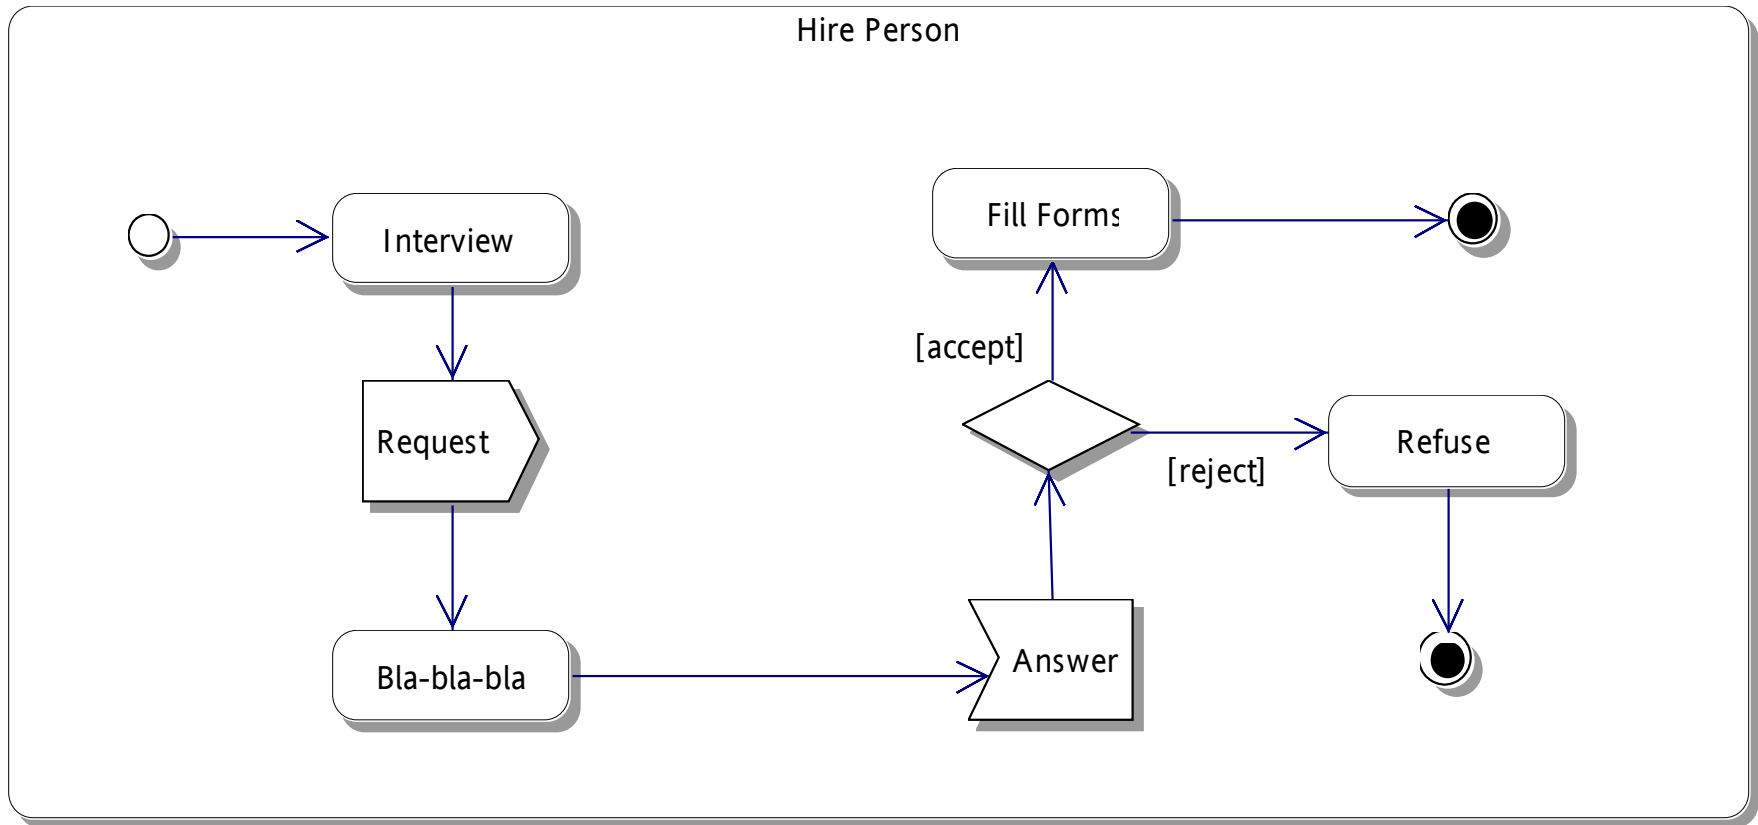 Hire Person
Interview
Request
Bla-bla-bla
Answer
[accept]
Fill Forms
[reject]
Refuse